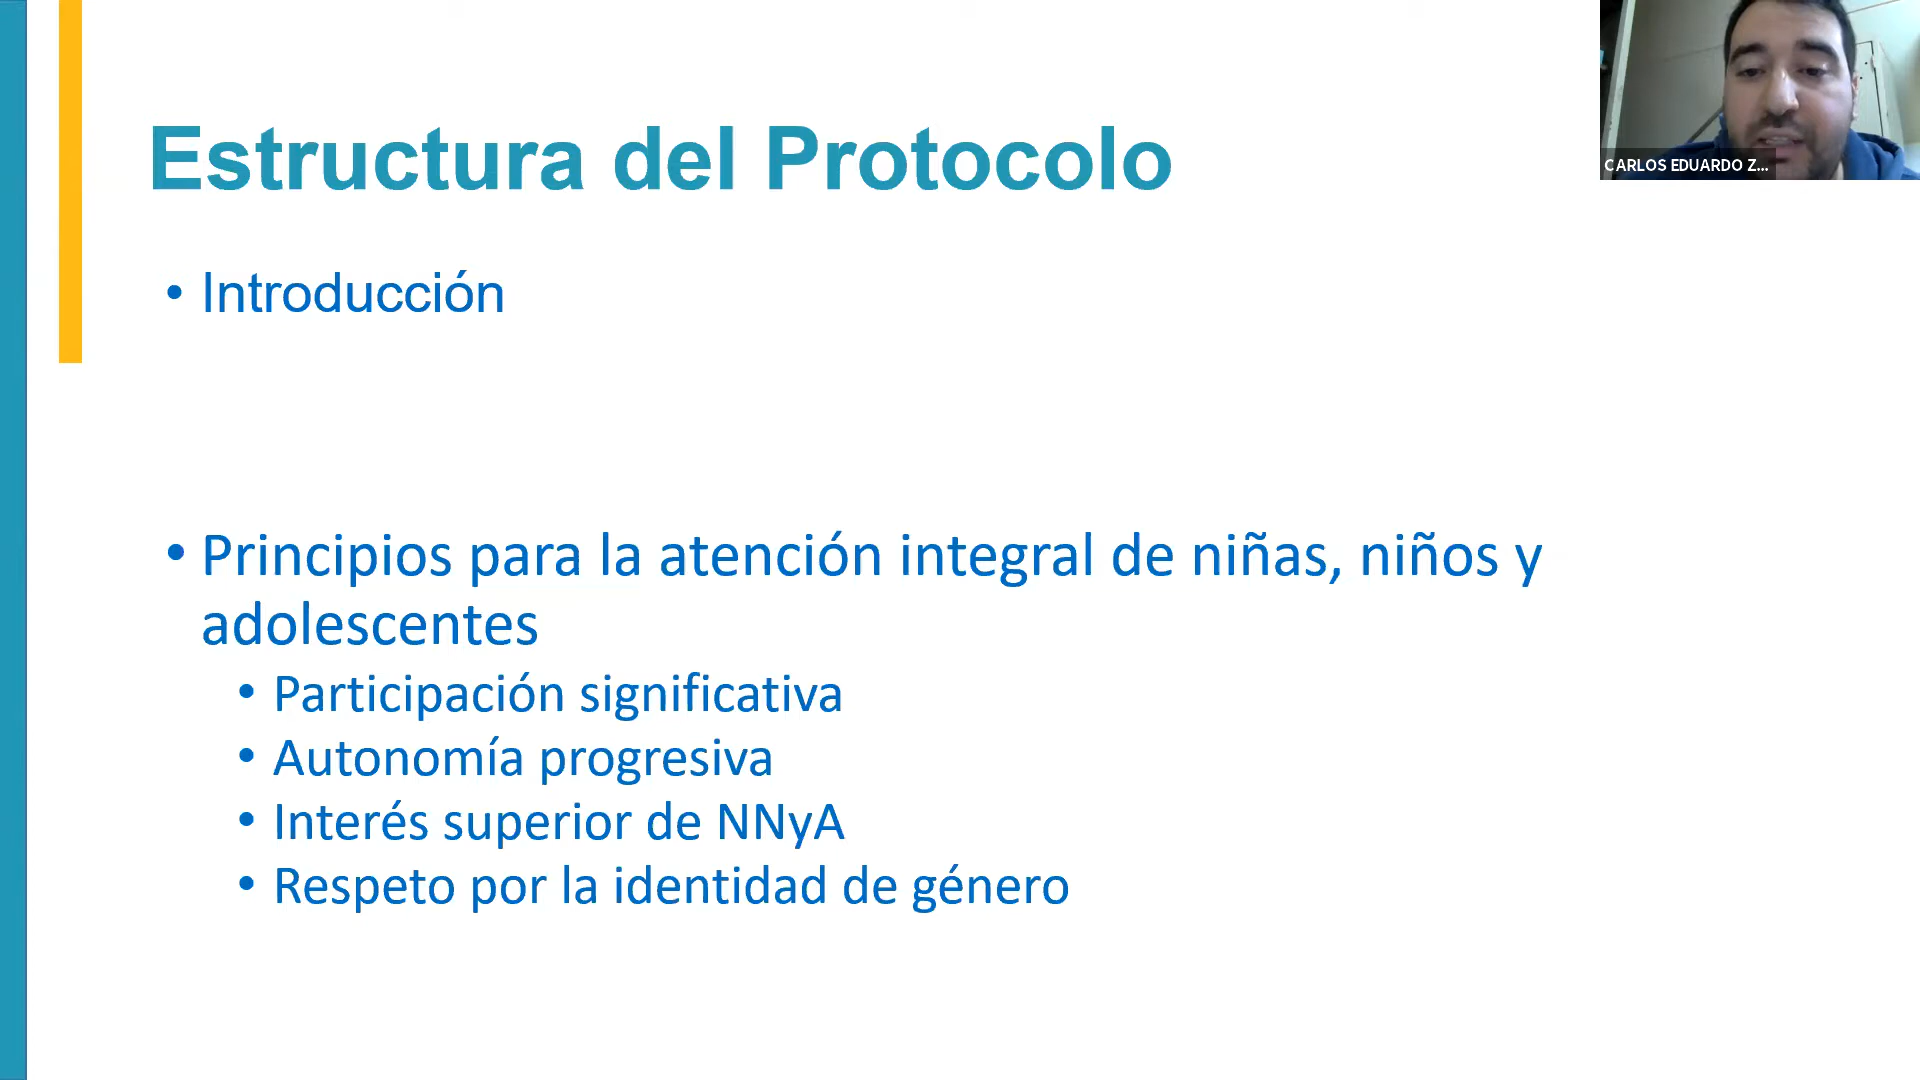 Estructura del Protocolo
CARLOS EDUARDO Z...
• Introducción
• Principios para la atención integral de niñas, niños y
adolescentes
• Participación significativa
• Autonomía progresiva
• Interés superior de NNyA
• Respeto por la identidad de género